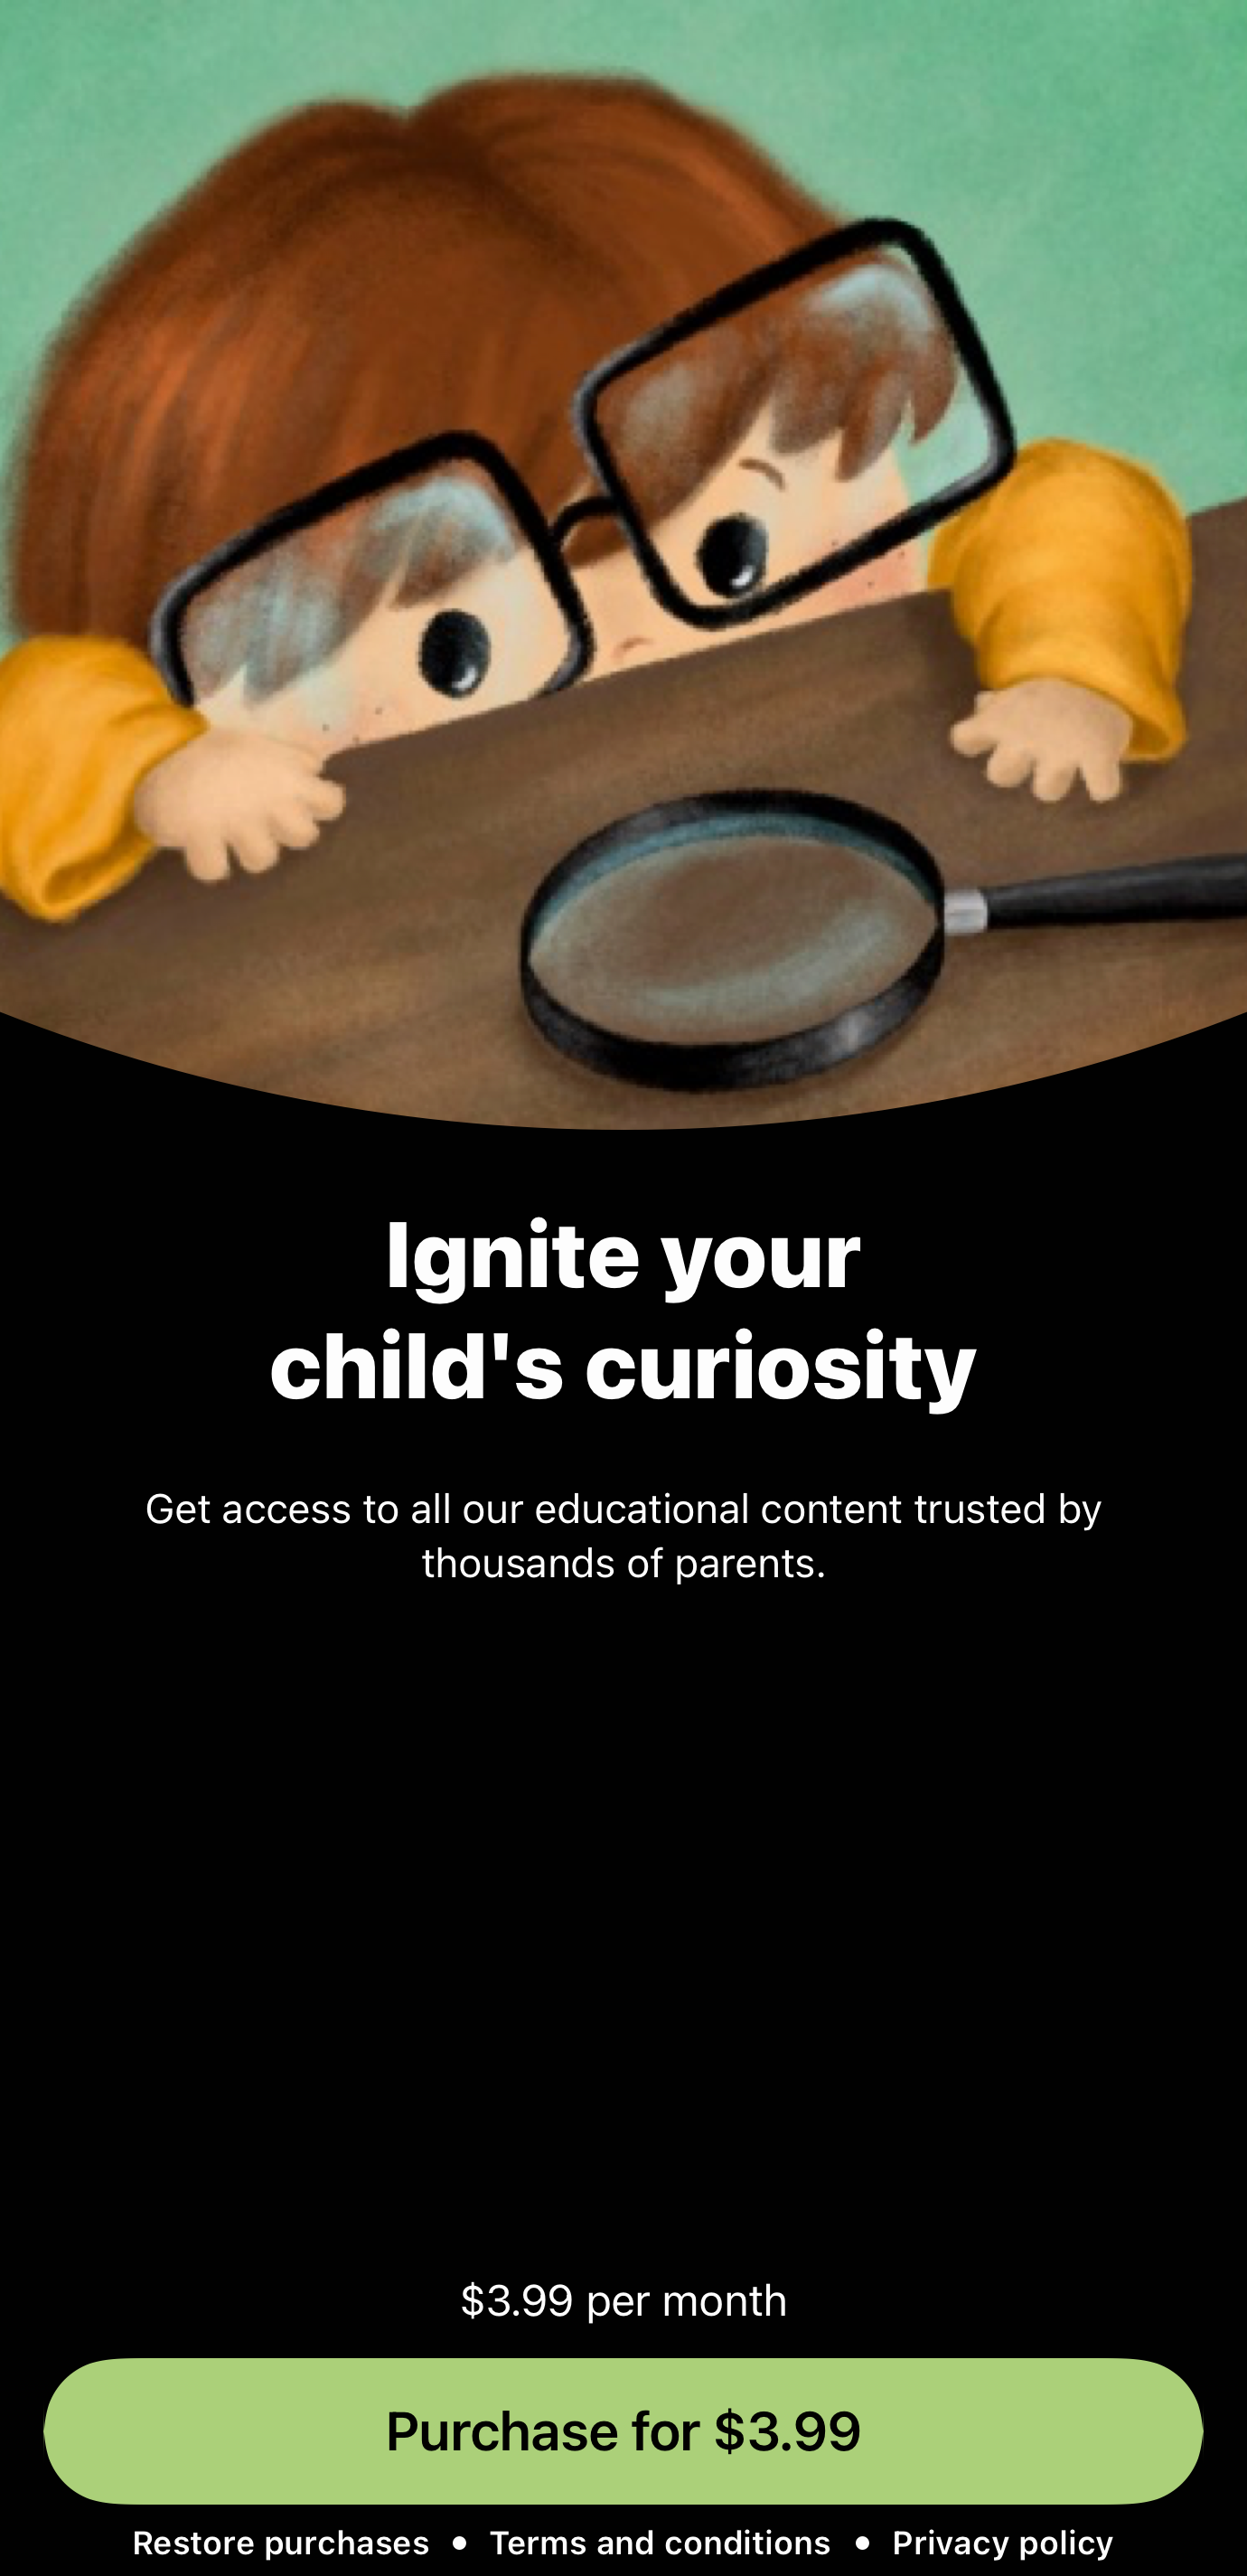 Ignite your
child's curiosity
Get access to all our educational content trusted by
thousands of parents.
$3.99 per month
Purchase for $3.99
Restore purchases • Terms and conditions • Privacy policy